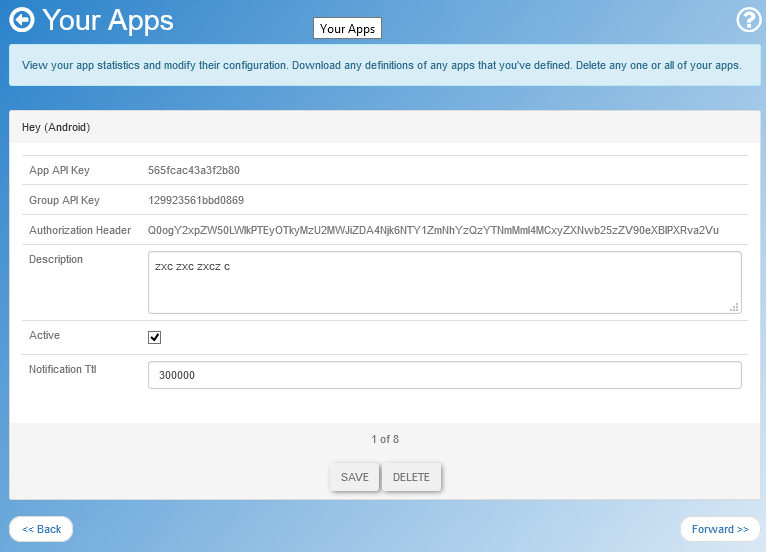 Your Apps
Your Apps
?
View your app statistics and modify their configuration. Download any definitions of any apps that you've defined. Delete any one or all of your apps.
Hey (Android)
App API Key 565fcac43a3f2b80
Group API Key 129923561bbd0869
Authorization Header Q0ogY2xpZW50LWlkPTEyOTkyMzU2MWJiZDA4Njk6NTY1ZmNhYzQzYTNmMmI4MCxyZXNwb25zZV90eXBlPXRva2Vu
Description zxc zxc zxcz c
Active
Notification Ttl 300000
1 of 8
SAVE DELETE
<< Back Forward >>